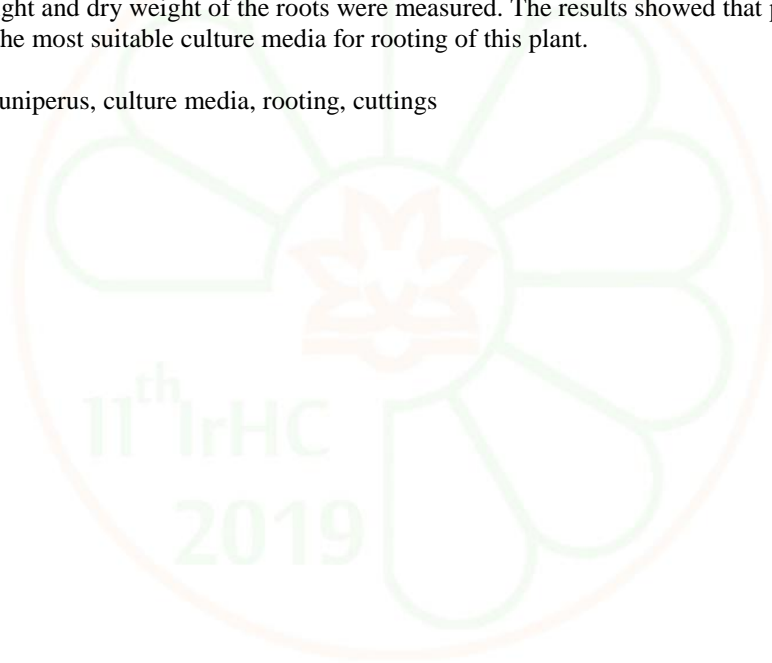 ght and dry weight of the roots were measured. The results showed that p
he most suitable culture media for rooting of this plant.
uniperus, culture media, rooting, cuttings
11th IrHC
2019